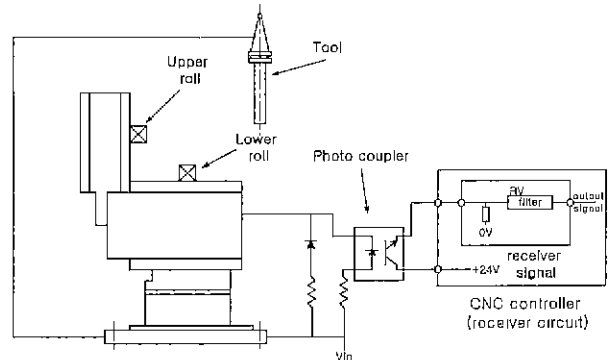 Tool
Upper
roll
Lower
roll
Photo coupler
RV
filter
output
signal
0V
receiver
signal
+24V
CNC controller
(receiver circuit)
Vin